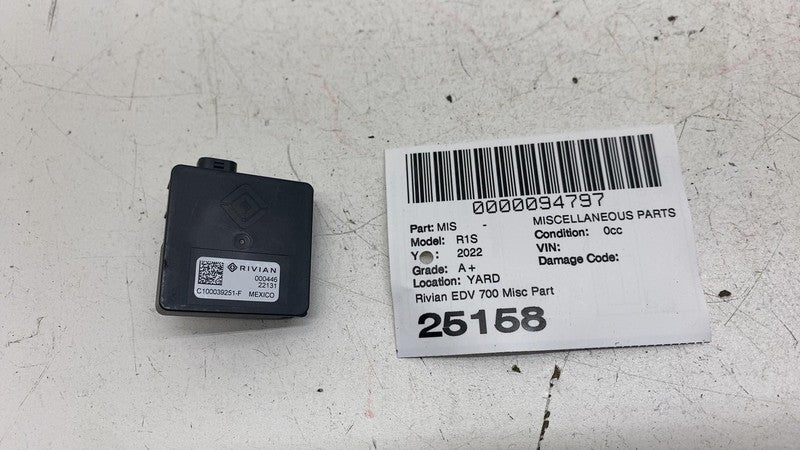 RIVIAN
000446
22131
C100039251-F MEXICO
0000094797
Part: MIS - MISCELLANEOUS PARTS
Model: R1S Condition: 0cc
Y : 2022 VIN:
Grade: A+ Damage Code:
Location: YARD
Rivian EDV 700 Misc Part
25158